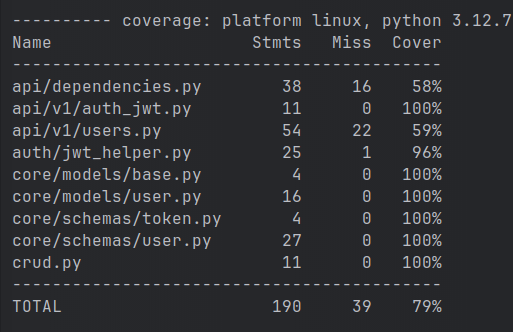 ---------- coverage: platform linux, python 3.12.7
Name                    Stmts   Miss  Cover
-------------------------------------------
api/dependencies.py        38     16    58%
api/v1/auth_jwt.py         11      0   100%
api/v1/users.py            54     22    59%
auth/jwt_helper.py         25      1    96%
core/models/base.py         4      0   100%
core/models/user.py        16      0   100%
core/schemas/token.py       4      0   100%
core/schemas/user.py       27      0   100%
crud.py                    11      0   100%
-------------------------------------------
TOTAL                     190     39    79%